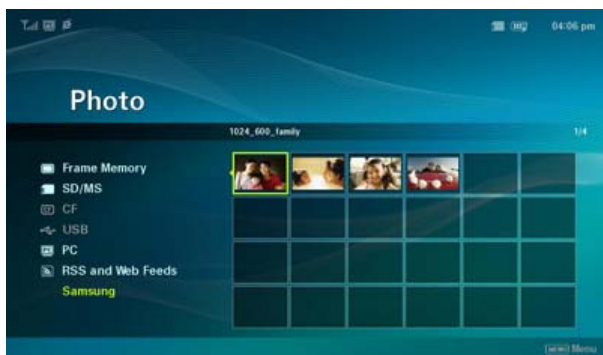 04:06 pm
Photo
1024_600_family
1/4
Frame Memory
SD/MS
CF
USB
PC
RSS and Web Feeds
Samsung
Menu